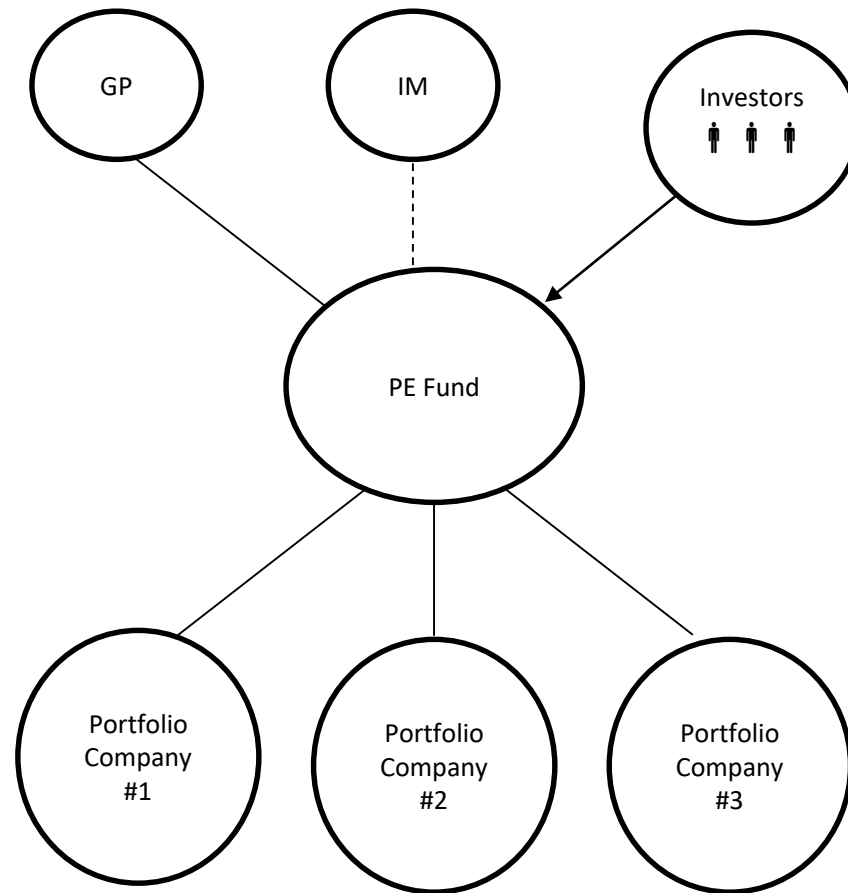 GP
IM
Investors
PE Fund
Portfolio
Company
#1
Portfolio
Company
#2
Portfolio
Company
#3